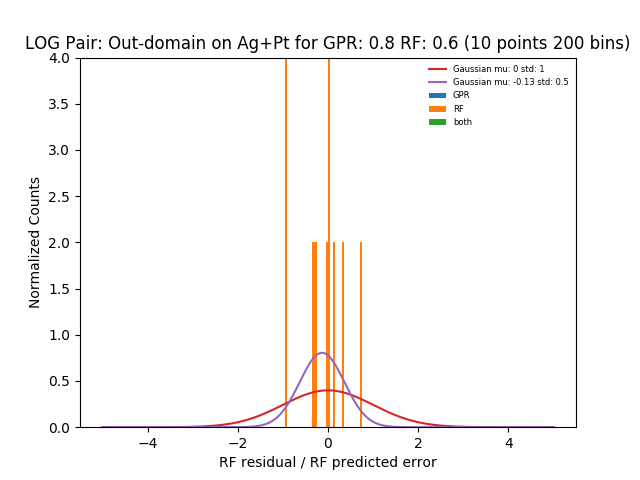 LOG Pair: Out-domain on Ag+Pt for GPR: 0.8 RF: 0.6 (10 points 200 bins)
Gaussian mu: 0 std: 1
Gaussian mu: -0.13 std: 0.5
GPR
RF
both
Normalized Counts
4.0
3.5
3.0
2.5
2.0
1.5
1.0
0.5
0.0
−4 −2 0 2 4
RF residual / RF predicted error